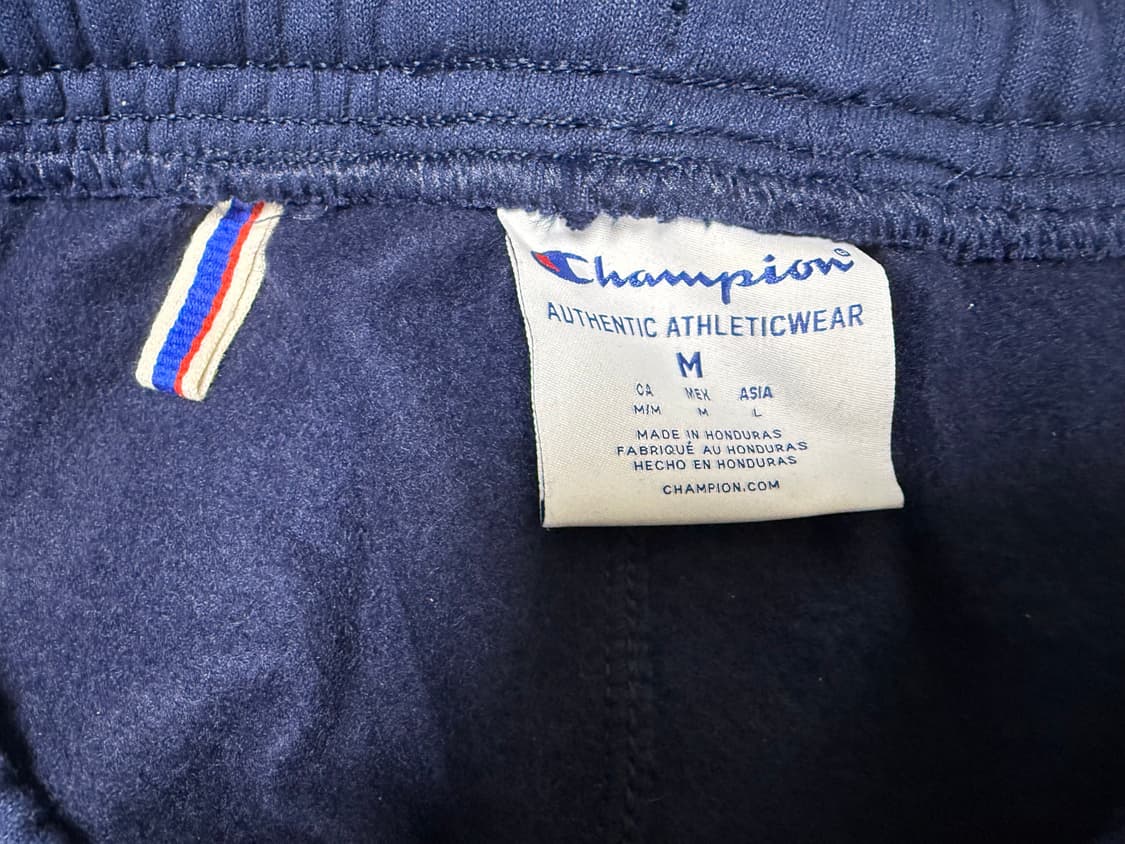 Champion®
AUTHENTIC ATHLETICWEAR
M
CA MEX ASIA
M/M M L
MADE IN HONDURAS
FABRIQUÉ AU HONDURAS
HECHO EN HONDURAS
CHAMPION.COM